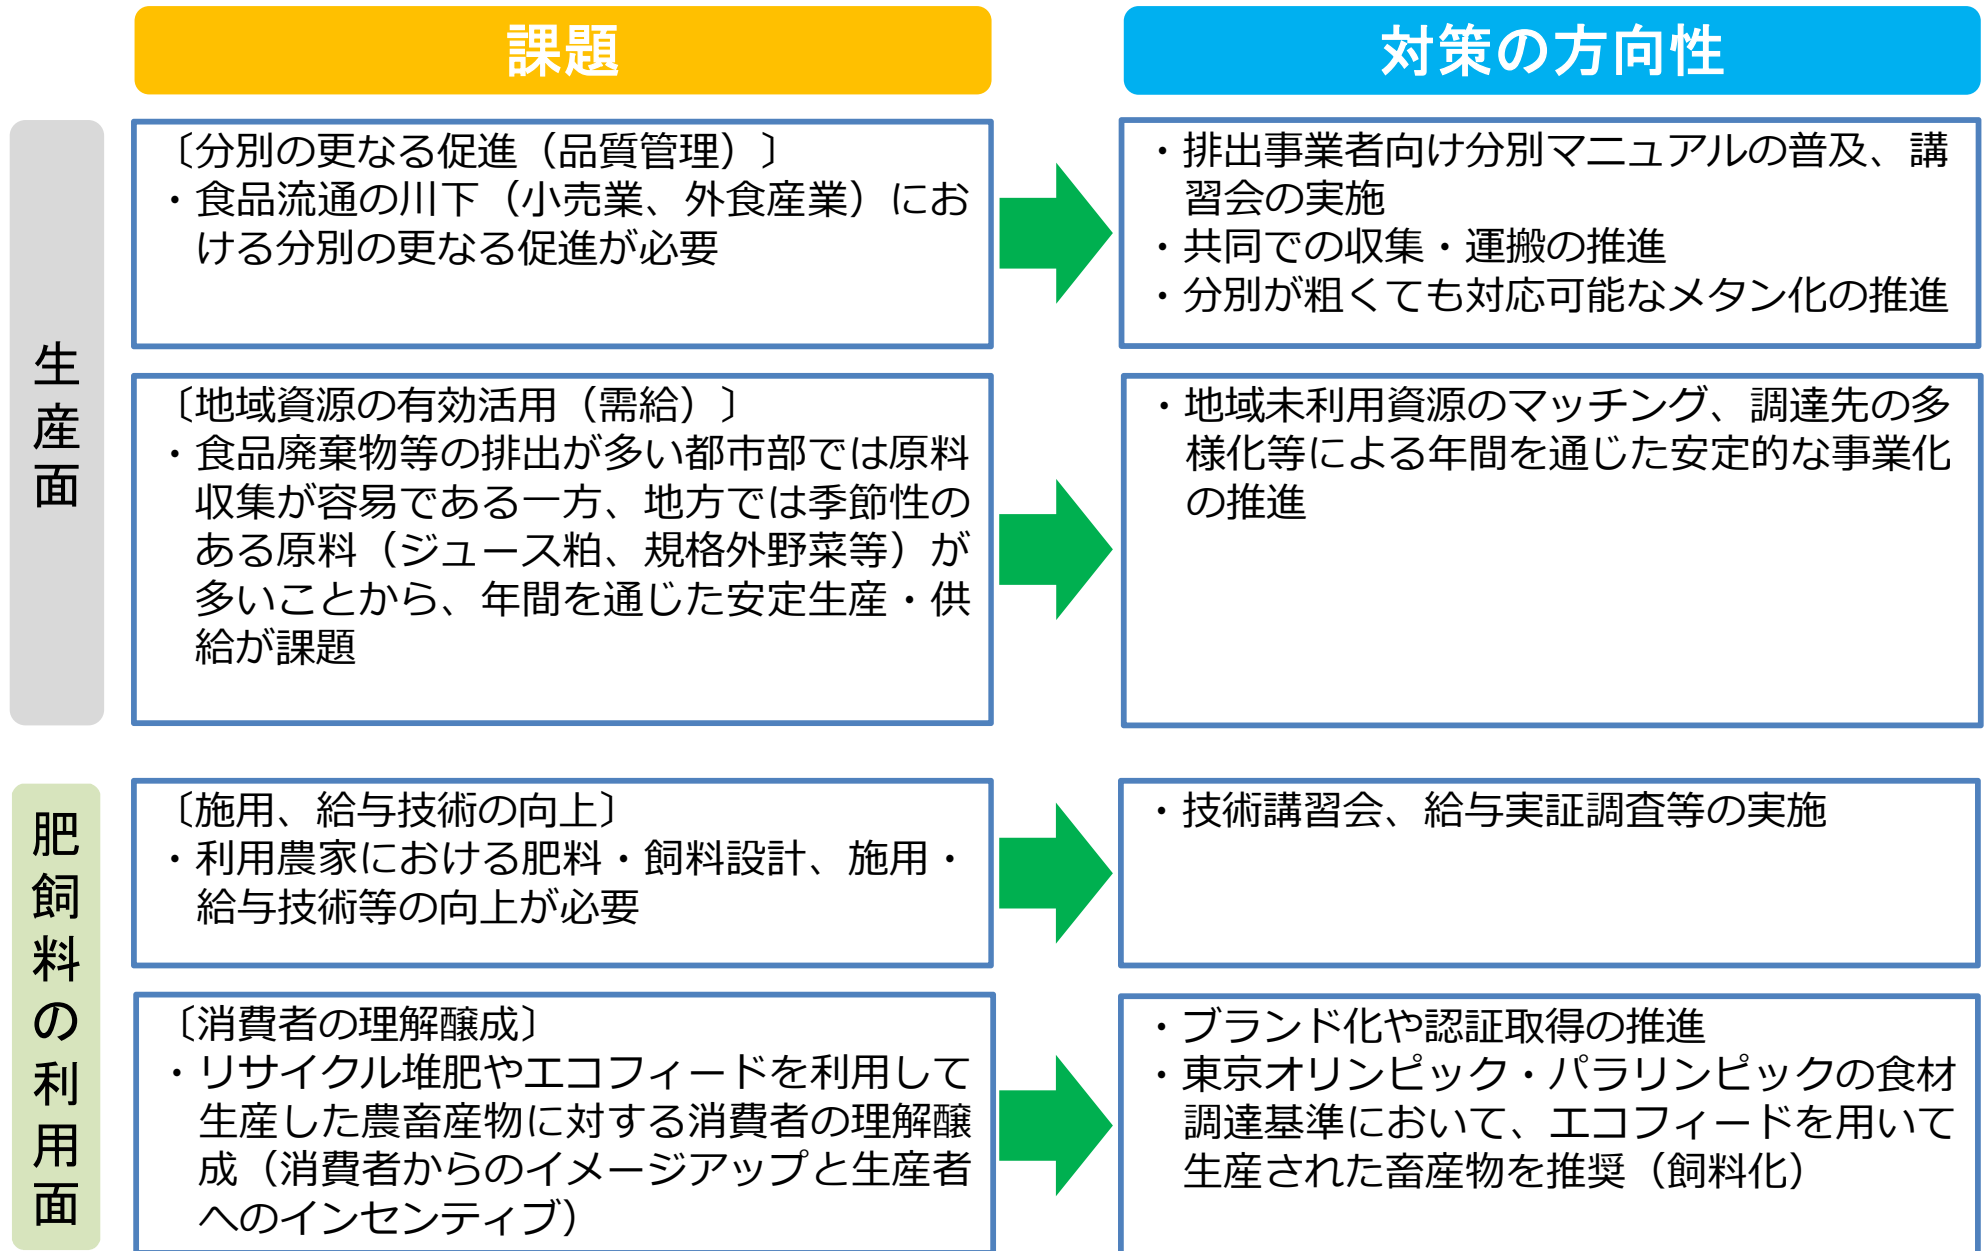 課題
対策の方向性
生産面
〔分別の更なる促進（品質管理）〕
・食品流通の川下（小売業、外食産業）にお
ける分別の更なる促進が必要
・排出事業者向け分別マニュアルの普及、講
習会の実施
・共同での収集・運搬の推進
・分別が粗くても対応可能なメタン化の推進
〔地域資源の有効活用（需給）〕
・食品廃棄物等の排出が多い都市部では原料
収集が容易である一方、地方では季節性の
ある原料（ジュース粕、規格外野菜等）が
多いことから、年間を通じた安定生産・供
給が課題
・地域未利用資源のマッチング、調達先の多
様化等による年間を通じた安定的な事業化
の推進
肥飼料の利用面
〔施用、給与技術の向上〕
・利用農家における肥料・飼料設計、施用・
給与技術等の向上が必要
・技術講習会、給与実証調査等の実施
〔消費者の理解醸成〕
・リサイクル堆肥やエコフィードを利用して
生産した農畜産物に対する消費者の理解醸
成（消費者からのイメージアップと生産者
へのインセンティブ）
・ブランド化や認証取得の推進
・東京オリンピック・パラリンピックの食材
調達基準において、エコフィードを用いて
生産された畜産物を推奨（飼料化）